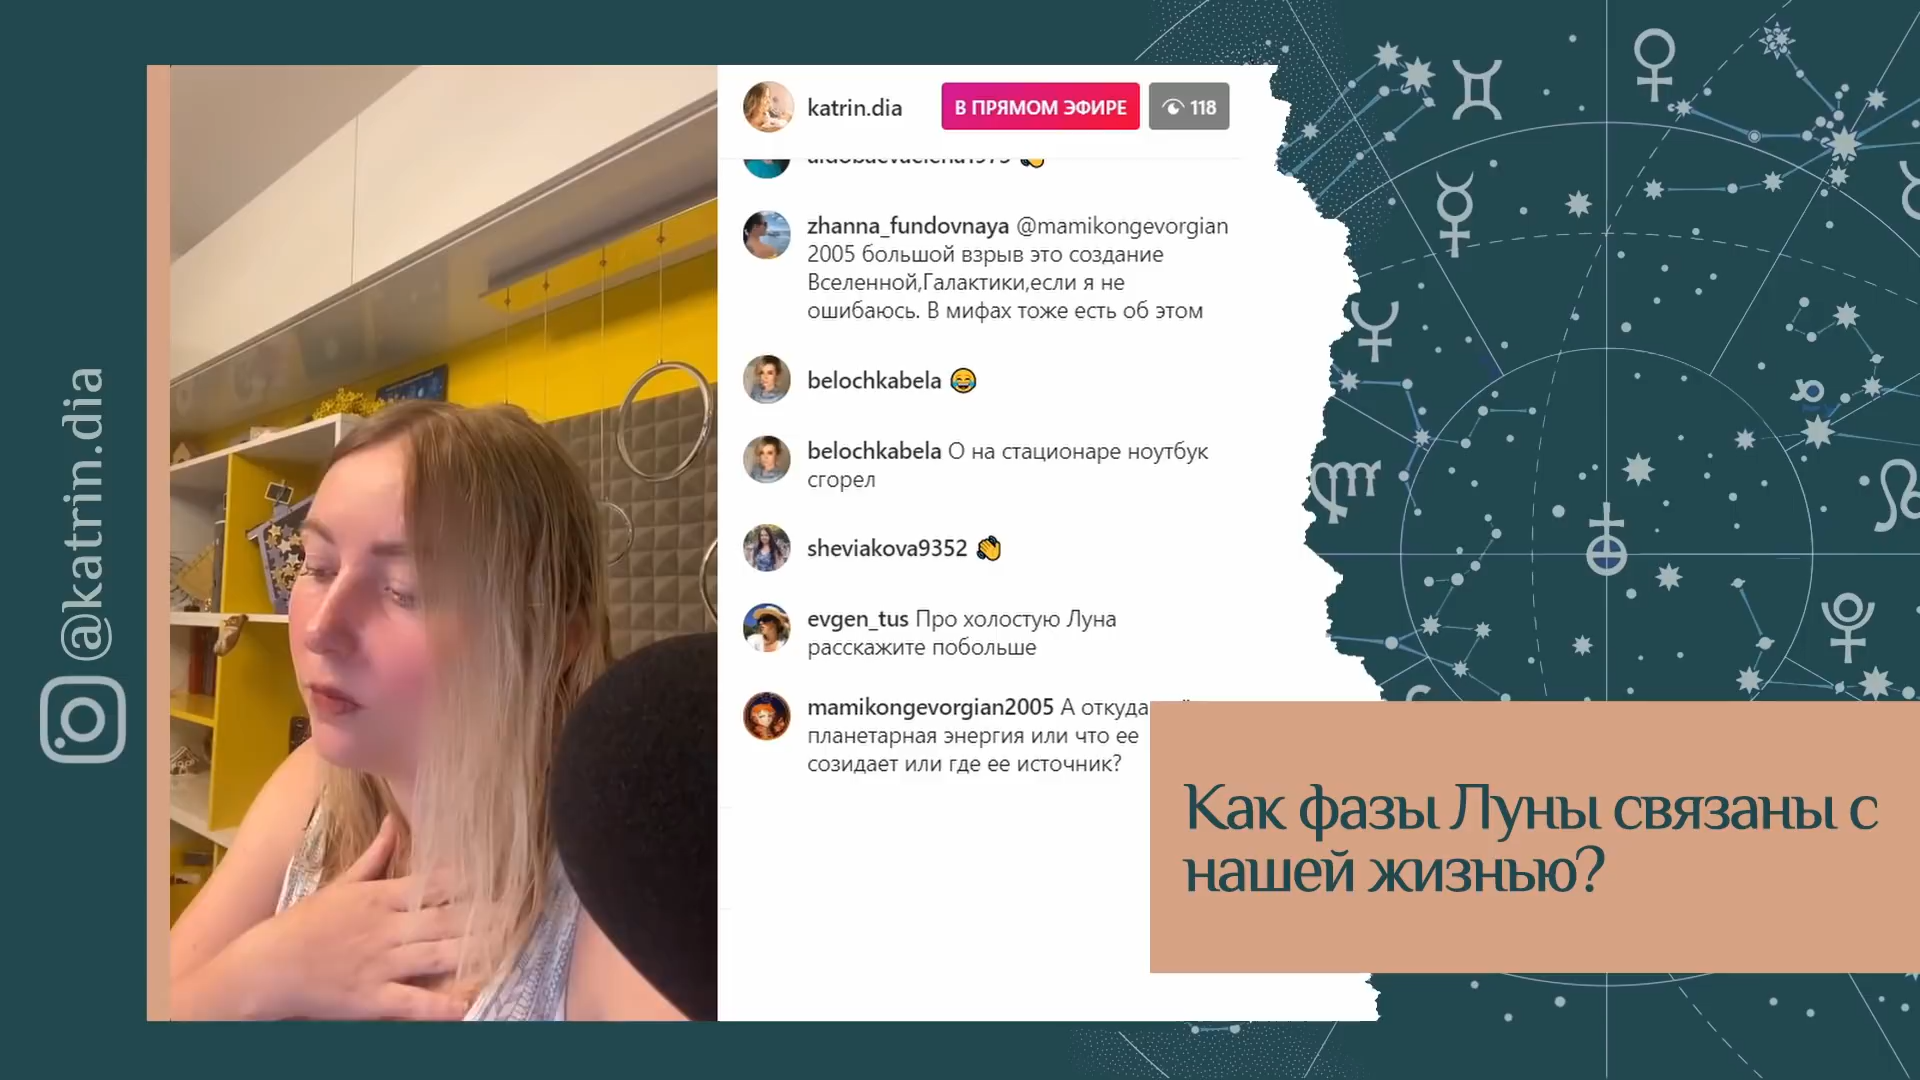 @katrin.dia
katrin.dia
В ПРЯМОМ ЭФИРЕ
118
zhanna_fundovnaya @mamikongevorgian
2005 большой взрыв это создание
Вселенной,Галактики,если я не
ошибаюсь. В мифах тоже есть об этом
belochkabela 😂
belochkabela О на стационаре ноутбук
сгорел
sheviakova9352 👏
evgen_tus Про холостую Луна
расскажите побольше
mamikongevorgian2005 А откуда
планетарная энергия или что ее
созидает или где ее источник?
Как фазы Луны связаны с
нашей жизнью?